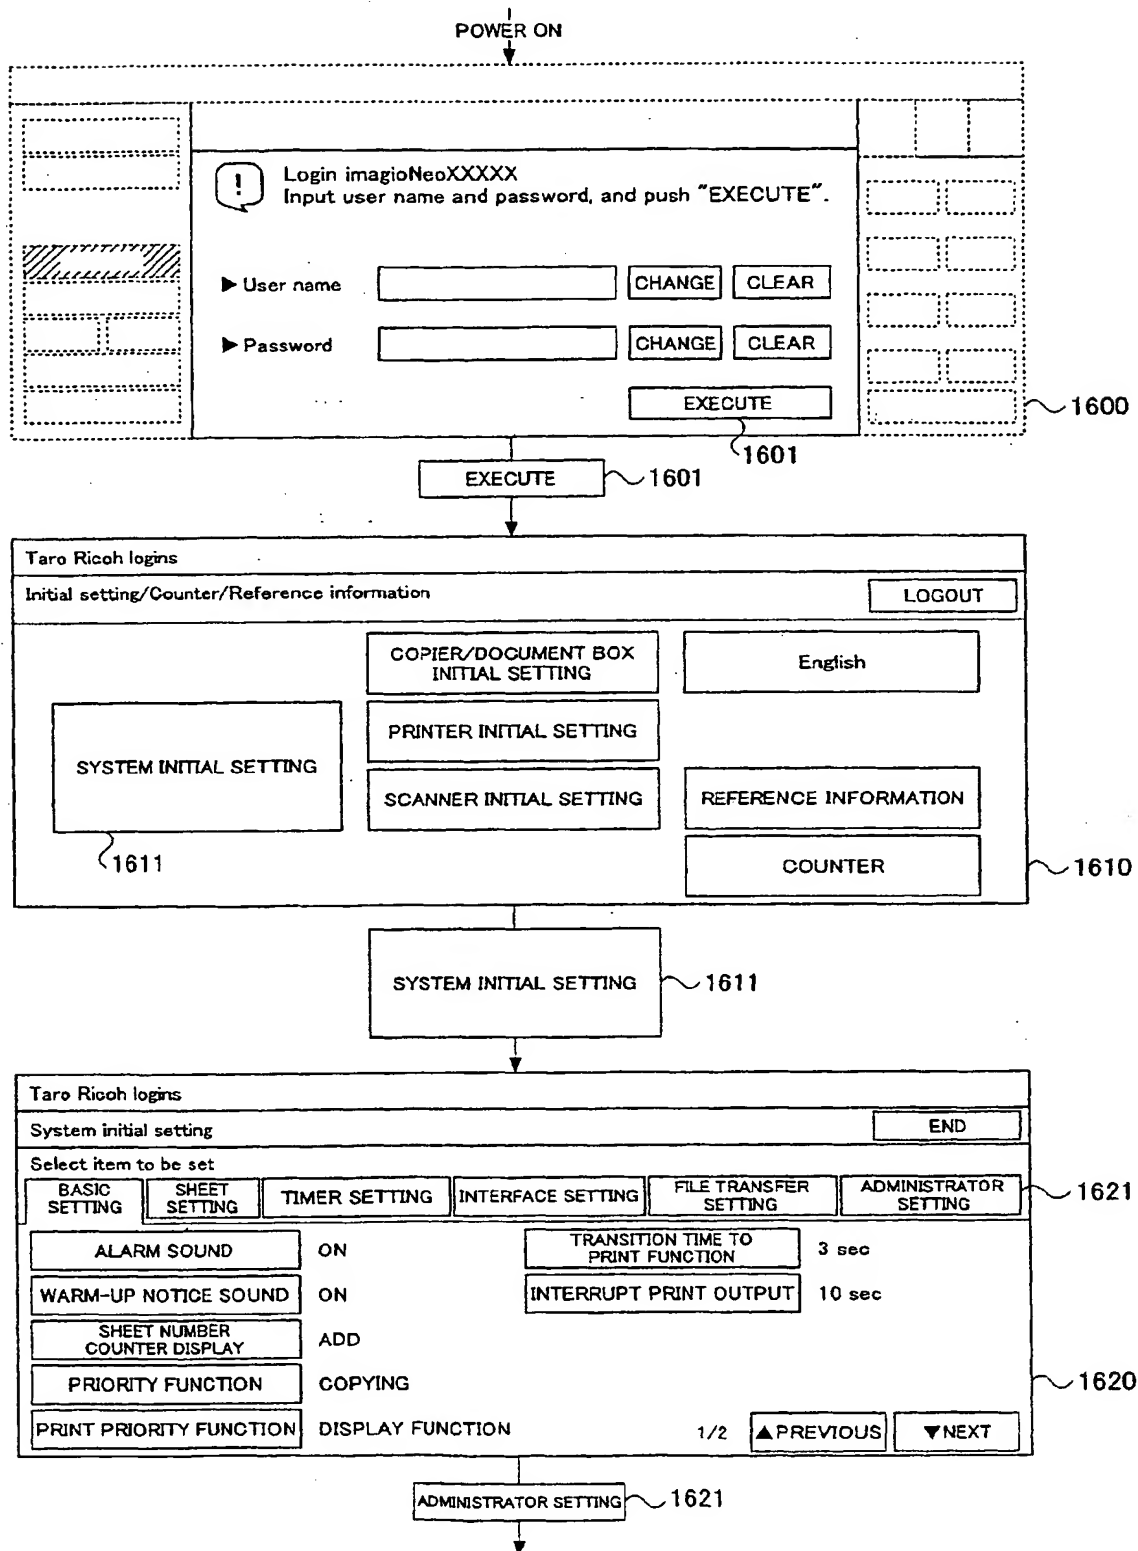 POWER ON
Login imagioNeoXXXXX
Input user name and password, and push "EXECUTE".
▶ User name
CHANGE
CLEAR
▶ Password
CHANGE
CLEAR
EXECUTE
1600
1601
EXECUTE
1601
Taro Ricoh logins
Initial setting/Counter/Reference information
LOGOUT
COPIER/DOCUMENT BOX
INITIAL SETTING
English
SYSTEM INITIAL SETTING
PRINTER INITIAL SETTING
SCANNER INITIAL SETTING
REFERENCE INFORMATION
1611
COUNTER
1610
SYSTEM INITIAL SETTING
1611
Taro Ricoh logins
System initial setting
END
Select item to be set
BASIC
SETTING
SHEET
SETTING
TIMER SETTING
INTERFACE SETTING
FILE TRANSFER
SETTING
ADMINISTRATOR
SETTING
1621
ALARM SOUND
ON
TRANSITION TIME TO
PRINT FUNCTION
3 sec
WARM-UP NOTICE SOUND
ON
INTERRUPT PRINT OUTPUT
10 sec
SHEET NUMBER
COUNTER DISPLAY
ADD
PRIORITY FUNCTION
COPYING
1620
PRINT PRIORITY FUNCTION
DISPLAY FUNCTION
1/2
▲PREVIOUS
▼NEXT
ADMINISTRATOR SETTING
1621